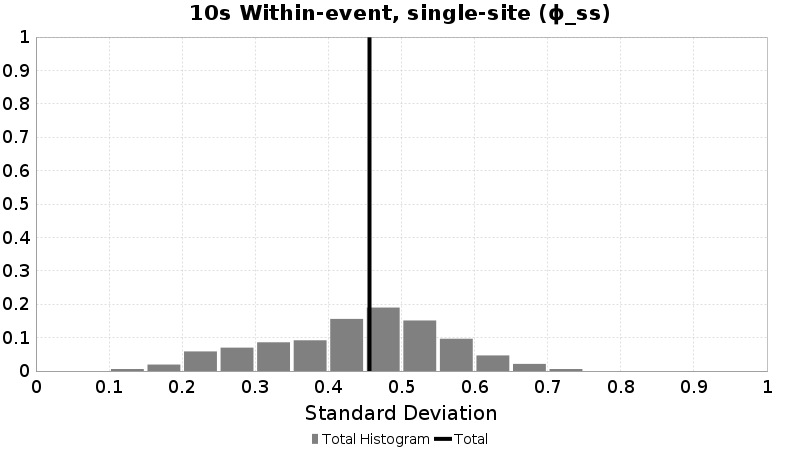 10s Within-event, single-site (ϕ_ss)
1
0.9
0.8
0.7
0.6
0.5
0.4
0.3
0.2
0.1
0
0 0.1 0.2 0.3 0.4 0.5 0.6 0.7 0.8 0.9 1
Standard Deviation
Total Histogram Total